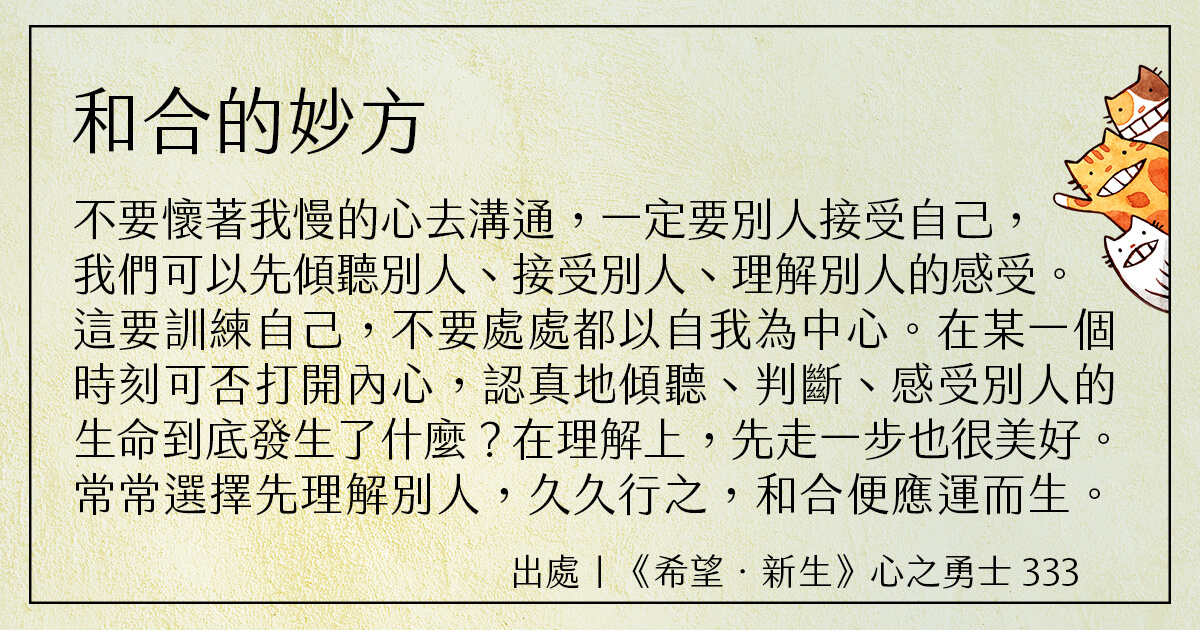 和合的妙方
不要懷著我慢的心去溝通，一定要別人接受自己，
我們可以先傾聽別人、接受別人、理解別人的感受。
這要訓練自己，不要處處都以自我為中心。在某一個
時刻可否打開內心，認真地傾聽、判斷、感受別人的
生命到底發生了什麼？在理解上，先走一步也很美好。
常常選擇先理解別人，久久行之，和合便應運而生。
出處｜《希望．新生》心之勇士 333